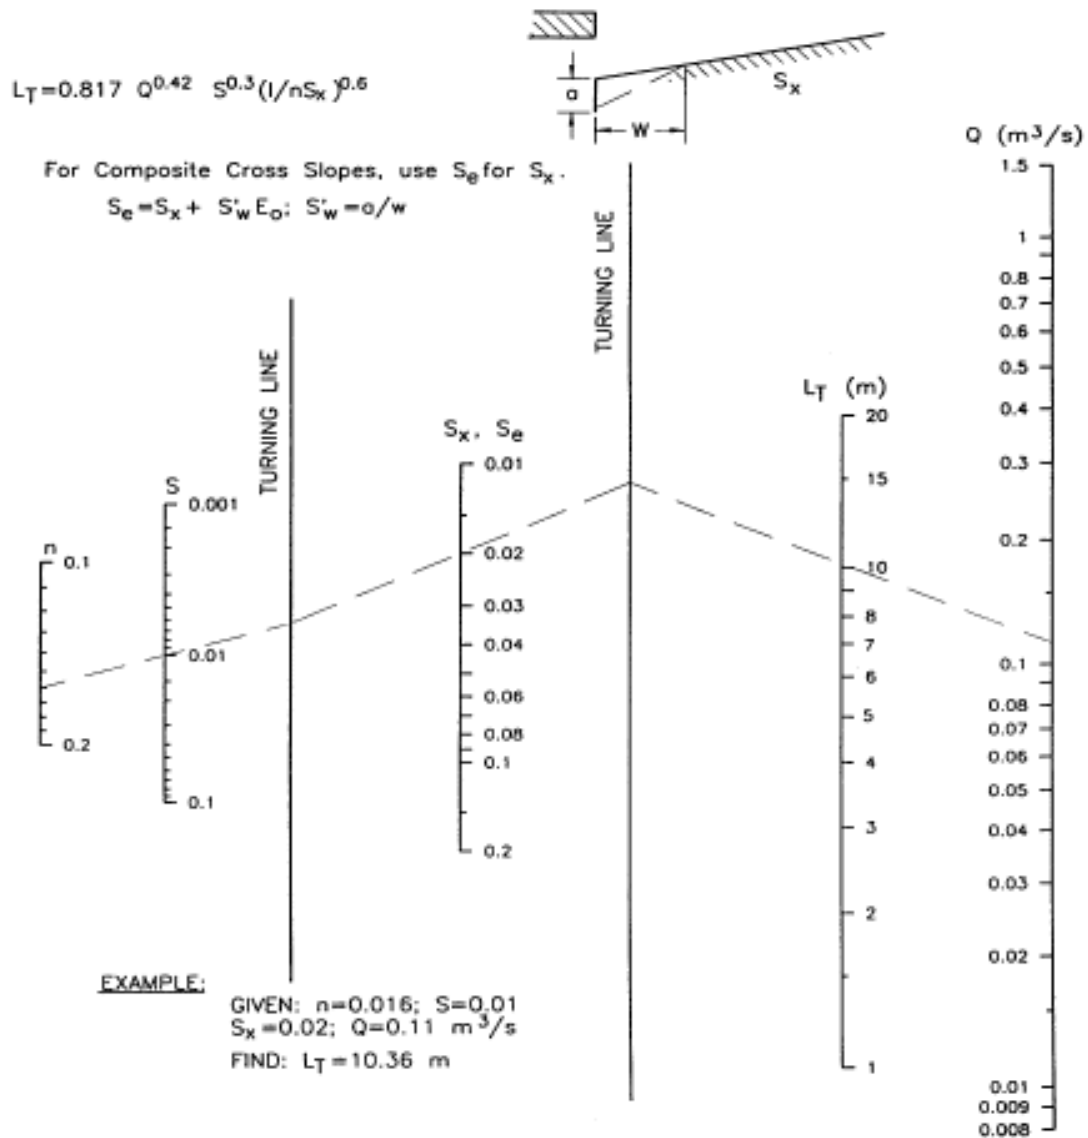 L_T=0.817 Q^0.42 S^0.3(1/nS_x)^0.6
a
W
S_x
For Composite Cross Slopes, use S_e for S_x.
S_e=S_x+ S'_wE_o; S'_w=a/w
TURNING LINE
TURNING LINE
n
0.1
0.2
S
0.001
0.01
0.1
S_x, S_e
0.01
0.02
0.03
0.04
0.06
0.08
0.1
0.2
L_T (m)
20
15
10
8
7
6
5
4
3
2
1
Q (m^3/s)
1.5
1
0.8
0.7
0.6
0.5
0.4
0.3
0.2
0.1
0.08
0.07
0.06
0.05
0.04
0.03
0.02
0.01
0.009
0.008
EXAMPLE:
GIVEN: n=0.016; S=0.01
S_x=0.02; Q=0.11 m^3/s
FIND: L_T=10.36 m